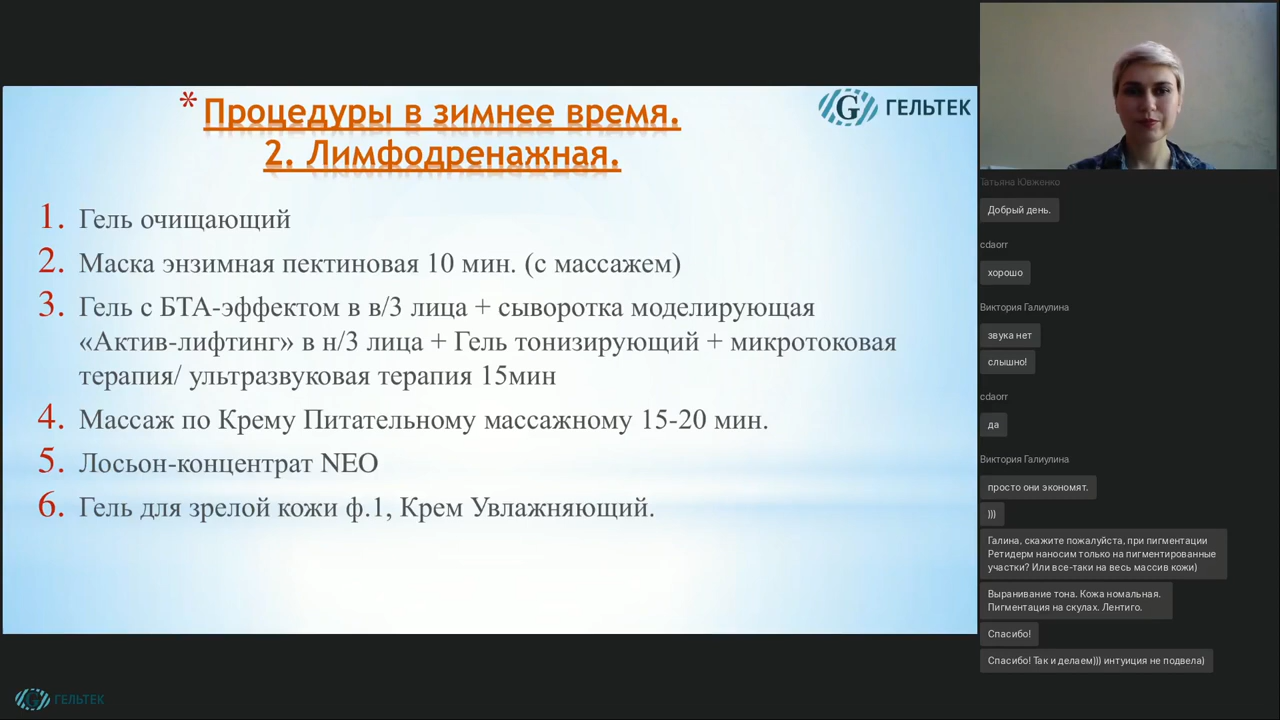 * Процедуры в зимнее время.
2. Лимфодренажная.
ГЕЛЬТЕК
1. Гель очищающий
2. Маска энзимная пектиновая 10 мин. (с массажем)
3. Гель с БТА-эффектом в в/3 лица + сыворотка моделирующая
«Актив-лифтинг» в н/3 лица + Гель тонизирующий + микротоковая
терапия/ ультразвуковая терапия 15мин
4. Массаж по Крему Питательному массажному 15-20 мин.
5. Лосьон-концентрат NEO
6. Гель для зрелой кожи ф.1, Крем Увлажняющий.
Татьяна Ювженко
Добрый день.
cdaorr
хорошо
Виктория Галиулина
звука нет
слышно!
cdaorr
да
Виктория Галиулина
просто они экономят.
)))
Галина, скажите пожалуйста, при пигментации
Ретидерм наносим только на пигментированные
участки? Или все-таки на весь массив кожи)
Выранивание тона. Кожа номальная.
Пигментация на скулах. Лентиго.
Спасибо!
Спасибо! Так и делаем))) интуиция не подвела)
ГЕЛЬТЕК